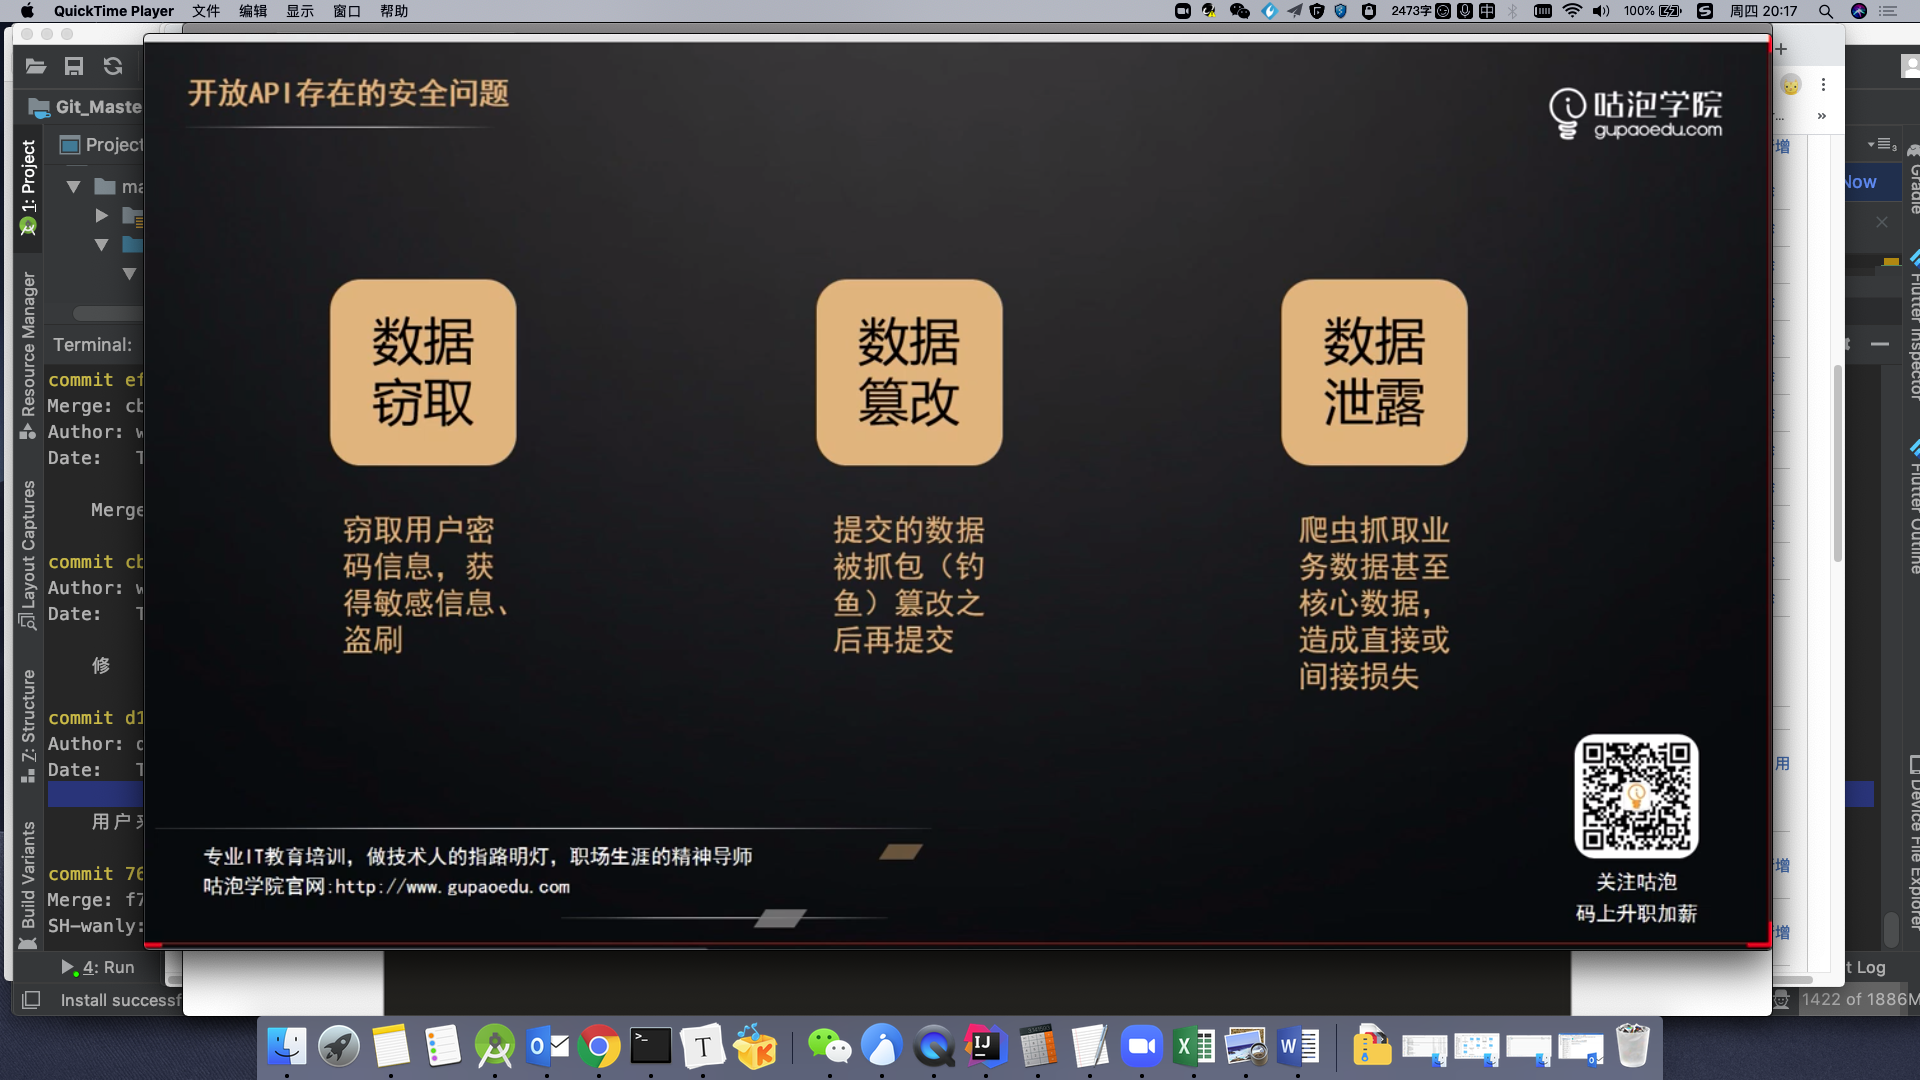 QuickTime Player 文件 编辑 显示 窗口 帮助 2473字 100% 周四 20:17
Git_Maste
Project
1: Project
Resource Manager
Layout Captures
Z: Structure
Build Variants
Terminal:
commit ef
Merge: cb
Author: w
Date: T
Merge
commit cb
Author: w
Date: T
修
commit d1
Author: d
Date: T
用户
commit 76
Merge: f7
SH-wanly:
4: Run
Install successf
开放API存在的安全问题
咕泡学院
gupaoedu.com
数据
窃取
窃取用户密
码信息，获
得敏感信息、
盗刷
数据
篡改
提交的数据
被抓包（钓
鱼）篡改之
后再提交
数据
泄露
爬虫抓取业
务数据甚至
核心数据，
造成直接或
间接损失
专业IT教育培训，做技术人的指路明灯，职场生涯的精神导师
咕泡学院官网:http://www.gupaoedu.com
关注咕泡
码上升职加薪
增
Now
用
增
增
Gradle
Flutter Inspector
Flutter Outline
Device File Explorer
t Log
1422 of 1886M